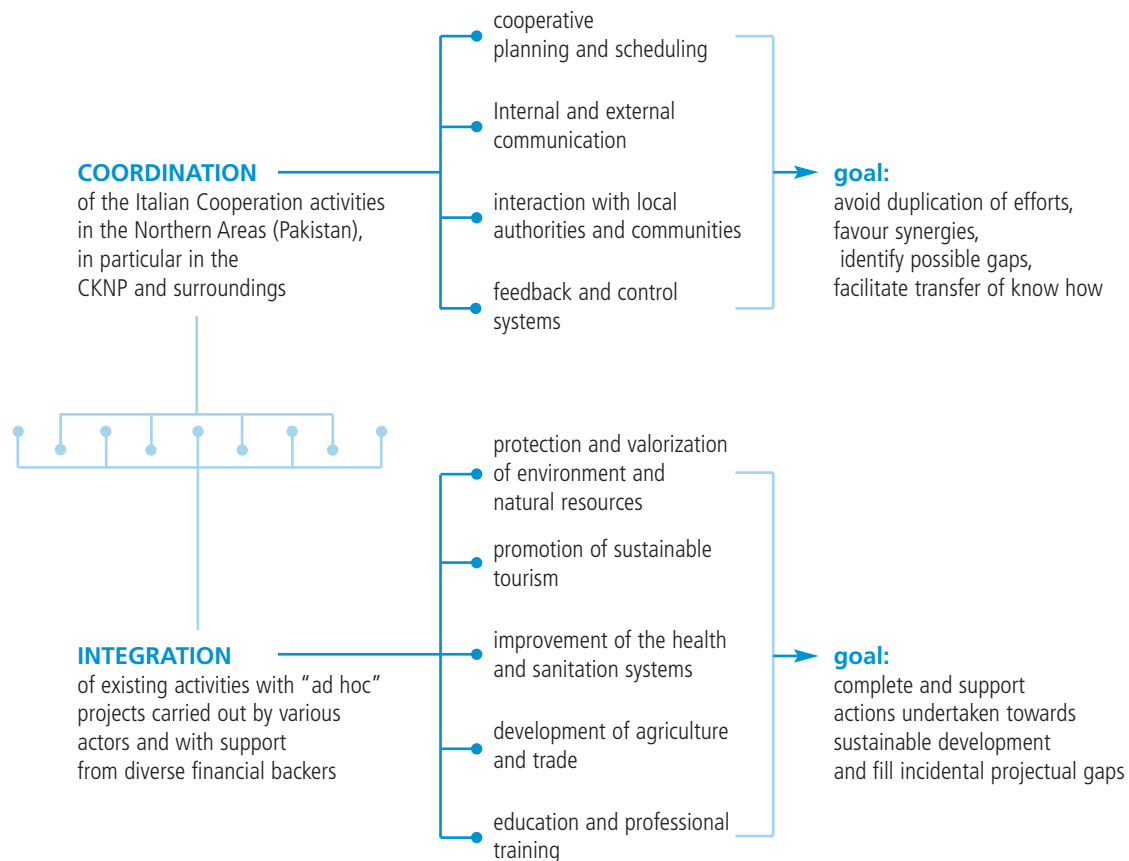 cooperative
planning and scheduling
Internal and external
communication
COORDINATION
of the Italian Cooperation activities
in the Northern Areas (Pakistan),
in particular in the
CKNP and surroundings
interaction with local
authorities and communities
feedback and control
systems
goal:
avoid duplication of efforts,
favour synergies,
identify possible gaps,
facilitate transfer of know how
protection and valorization
of environment and
natural resources
promotion of sustainable
tourism
INTEGRATION
of existing activities with “ad hoc”
projects carried out by various
actors and with support
from diverse financial backers
improvement of the health
and sanitation systems
development of agriculture
and trade
education and professional
training
goal:
complete and support
actions undertaken towards
sustainable development
and fill incidental projectual gaps